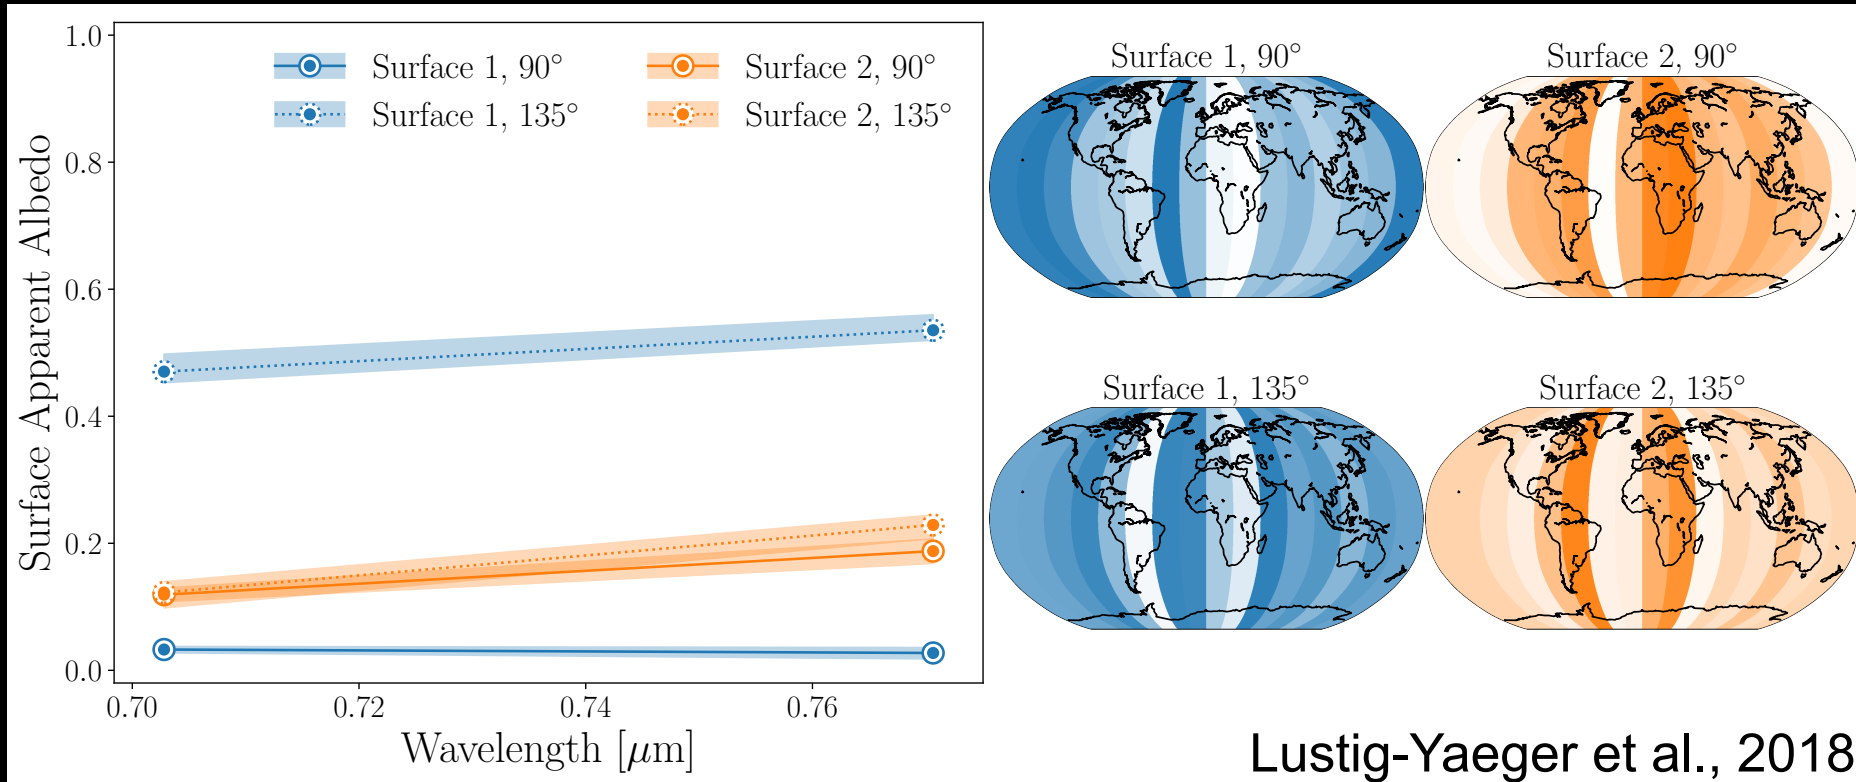 Surface Apparent Albedo
1.0
0.8
0.6
0.4
0.2
0.0
Surface 1, 90°
Surface 2, 90°
Surface 1, 135°
Surface 2, 135°
0.70
0.72
0.74
0.76
Wavelength [μm]
Surface 1, 90°
Surface 2, 90°
Surface 1, 135°
Surface 2, 135°
Lustig-Yaeger et al., 2018